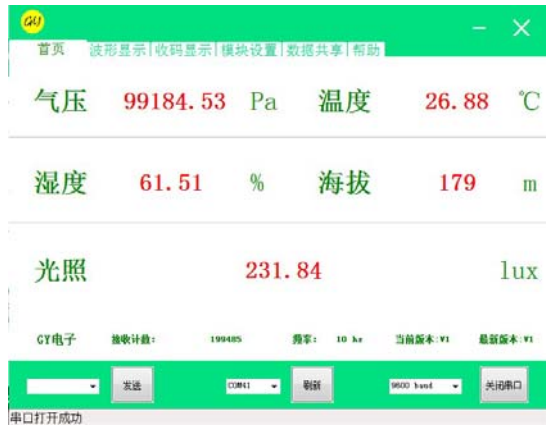 GY
首页 波形显示 收码显示 模块设置 数据共享 帮助
气压 99184.53 Pa 温度 26.88 ℃
湿度 61.51 % 海拔 179 m
光照 231.84 lux
GY电子 接收计数: 199485 频率: 10 hz 当前版本:V1 最新版本:V1
发送 COM41 刷新 9600 baud 关闭串口
串口打开成功